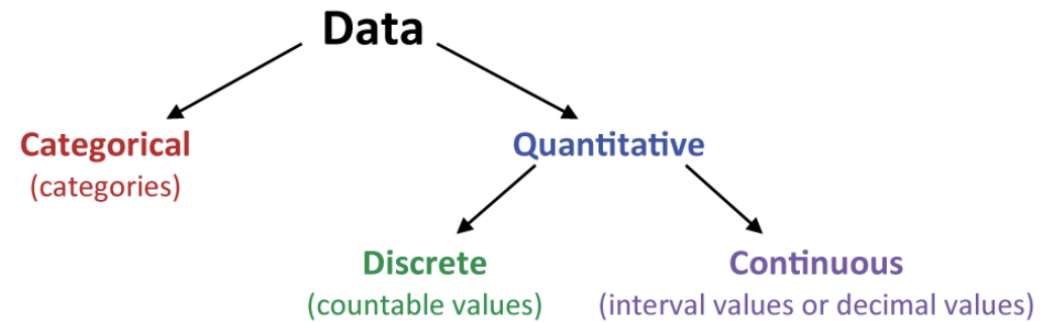 Data
Categorical
(categories)
Quantitative
Discrete
(countable values)
Continuous
(interval values or decimal values)